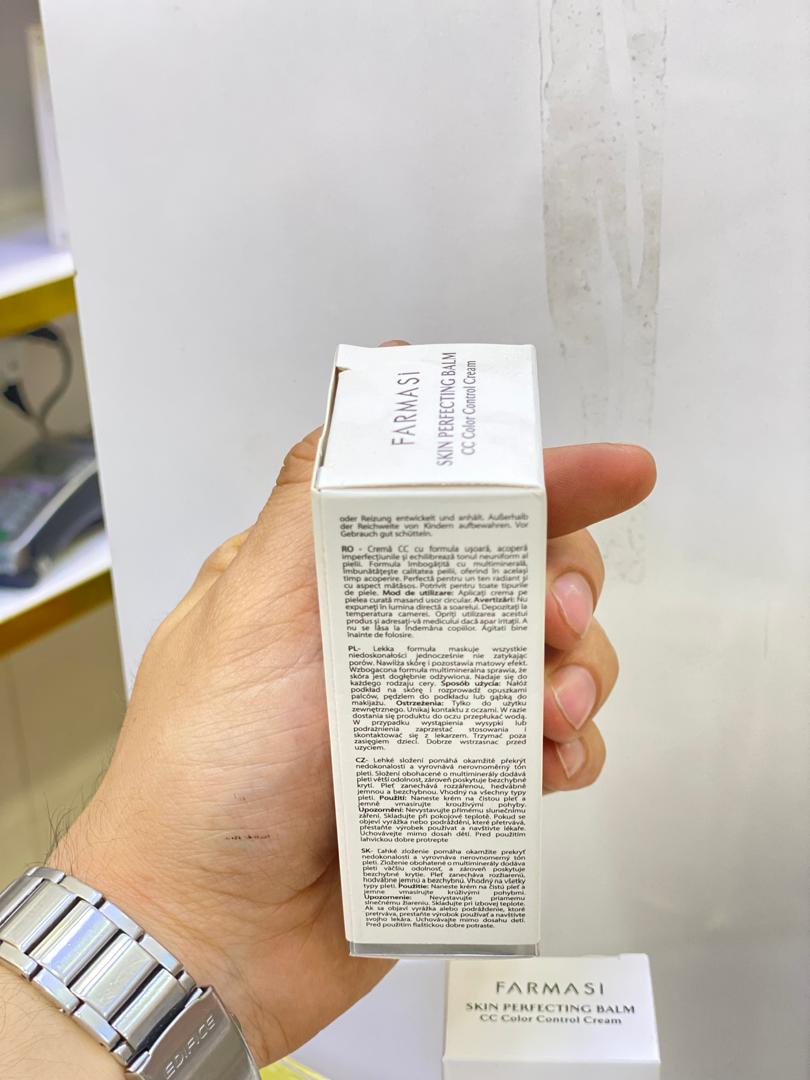 FARMASi
SKIN PERFECTING BALM
CC Color Control Cream
oder Reizung entwickelt und anhält. Außerhalb
der Reichweite von Kindern aufbewahren. Vor
Gebrauch gut schütteln.
RO - Cremă CC cu formula ușoară, acoperă
imperfecțiunile și echilibrează tonul neuniform al
pielii. Formula îmbogățită cu multiminerală,
îmbunătățește calitatea pielii, oferind în același
timp acoperire. Perfectă pentru un ten radiant și
cu aspect mătăsos. Potrivit pentru toate tipurile
de piele. Mod de utilizare: Aplicați crema pe
pielea curată masand usor circular. Avertizări: Nu
expuneți în lumina directă a soarelui. Depozitați la
temperatura camerei. Opriți utilizarea acestui
produs și adresați-vă medicului dacă apar iritații. A
nu se lăsa la îndemâna copiilor. Agitati bine
înainte de folosire.
PL- Lekka formuła maskuje wszystkie
niedoskonałości jednocześnie nie zatykając
porów. Nawilża skórę i pozostawia matowy efekt.
Wzbogacona formuła multimineralna sprawia, że
skóra jest dogłębnie odżywiona. Nadaje się do
każdego rodzaju cery. Sposób użycia: Nałóż
podkład na skórę i rozprowadź opuszkami
palców, pędzlem do podkładu lub gąbką do
makijażu. Ostrzeżenia: Tylko do użytku
zewnętrznego. Unikaj kontaktu z oczami. W razie
dostania się produktu do oczu przepłukać wodą.
W przypadku wystąpienia wysypki lub
podrażnienia zaprzestać stosowania i
skontaktować się z lekarzem. Trzymać poza
zasięgiem dzieci. Dobrze wstrzasnac przed
uzyciem.
CZ- Lehké složení pomáhá okamžitě překrýt
nedokonalosti a vyrovnává nerovnoměrný tón
pleti. Složení obohacené o multiminerály dodává
pleti větší odolnost, zároveň poskytuje bezchybné
krytí. Pleť zanechává rozzářenou, hedvábně
jemnou a bezchybnou. Vhodný na všechny typy
pleti. Použití: Naneste krém na čistou pleť a
jemně vmasírujte krouživými pohyby.
Upozornění: Nevystavujte přímému slunečnímu
záření. Skladujte při pokojové teplotě. Pokud se
objeví vyrážka nebo podráždění, které přetrvává,
přestaňte výrobek používat a navštivte lékaře.
Uchovávejte mimo dosah dětí. Pred použitím
lahvickou dobre protrepte
SK- Ľahké zloženie pomáha okamžite prekryť
nedokonalosti a vyrovnáva nerovnomerný tón
pleti. Zloženie obohatené o multiminerály dodáva
pleti väčšiu odolnosť, a zároveň poskytuje
bezchybné krytie. Pleť zanecháva rozžiarenú,
hodvábne jemnú a bezchybnú. Vhodný na všetky
typy pleti. Použitie: Naneste krém na čistú pleť a
jemne vmasírujte krúživými pohybmi.
Upozornenie: Nevystavujte priamemu
slnečnému žiareniu. Skladujte pri izbovej teplote.
Ak sa objaví vyrážka alebo podráždenie, ktoré
pretrváva, prestaňte výrobok používať a navštívte
svojho lekára. Uchovávajte mimo dosahu detí.
Pred použitím flaštickou dobre potraste.
EDIFICE
FARMASi
SKIN PERFECTING BALM
CC Color Control Cream